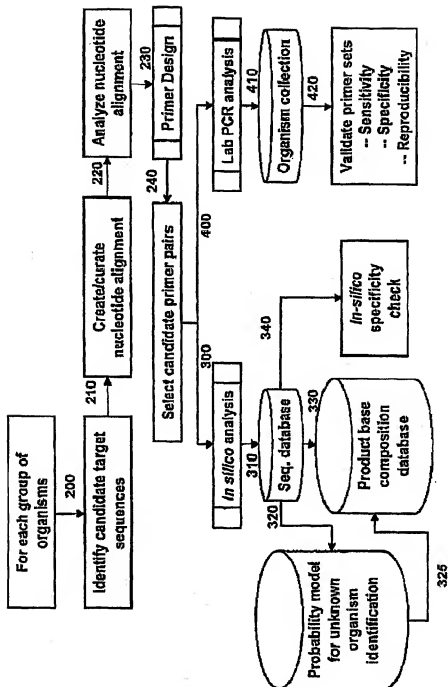 For each group of
organisms
200
Identify candidate target
sequences
210
Create/curate
nucleotide alignment
220
Analyze nucleotide
alignment
230
Primer Design
240
Select candidate primer pairs
300
400
In silico analysis
310
Seq. database
320
330
340
Probability model
for unknown
organism
identification
325
Product base
composition
database
In-silico
specificity
check
Lab PCR analysis
410
Organism collection
420
Validate primer sets
-- Sensitivity
-- Specificity
-- Reproducibility